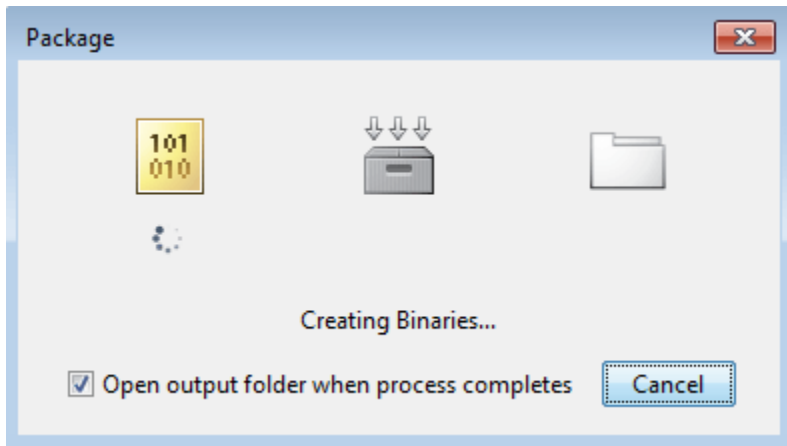 Package
101
010
Creating Binaries...
Open output folder when process completes
Cancel